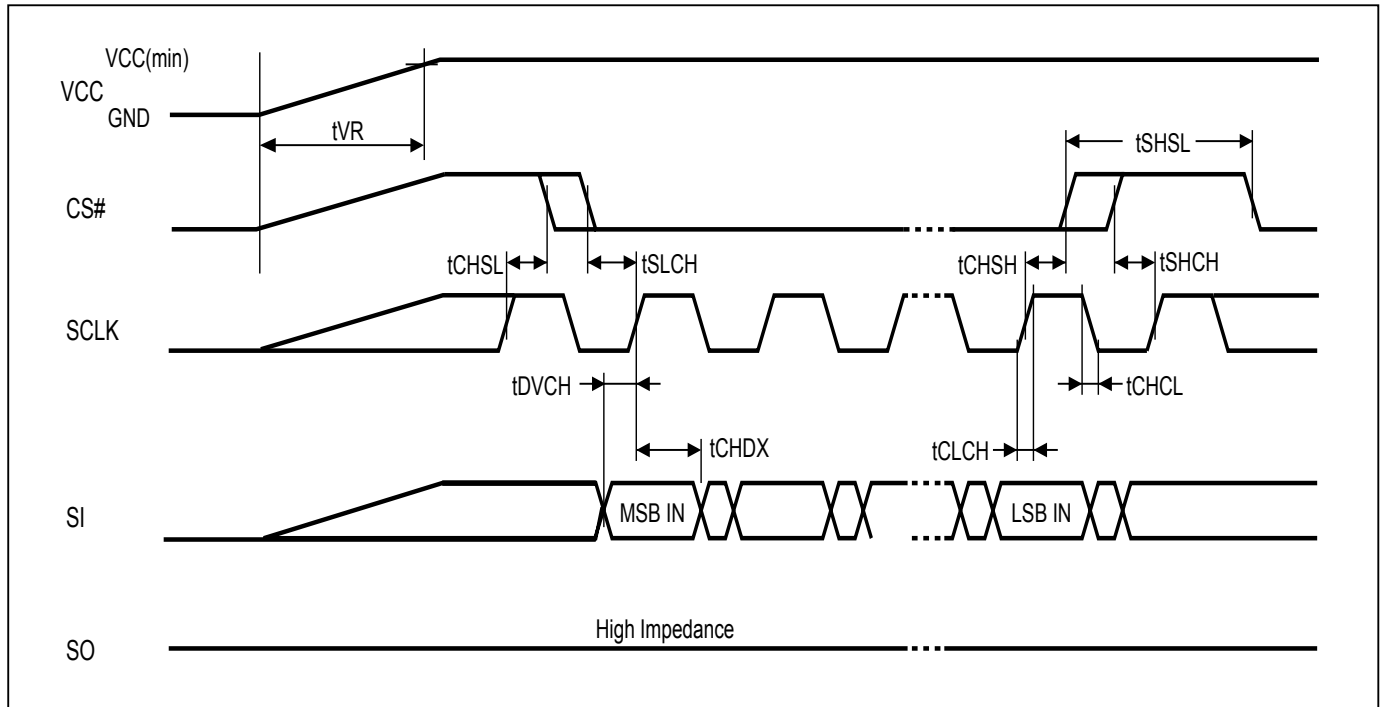 VCC(min)
VCC
GND
tVR
tSHSL
CS#
tCHSL
tSLCH
tCHSH
tSHCH
SCLK
tDVCH
tCHCL
tCHDX
tCLCH
SI
MSB IN
LSB IN
High Impedance
SO